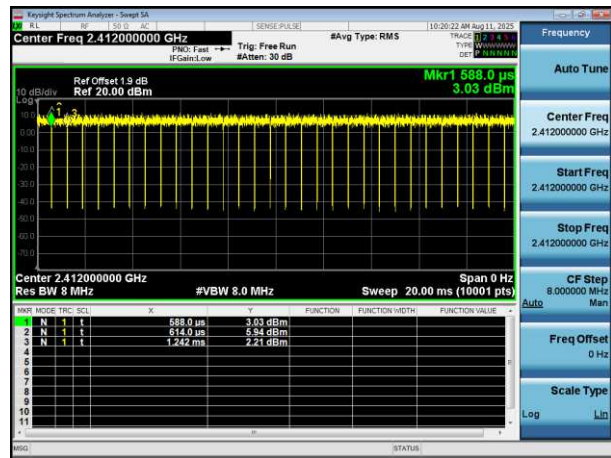 Keysight Spectrum Analyzer - Swept SA
RL RF 50 Ω AC SENSE:PULSE 10:20:22 AM Aug 11, 2025
Center Freq 2.412000000 GHz #Avg Type: RMS TRACE 1 2 3 4 5 6
PNO: Fast Trig: Free Run TYPE WWWWWW
IFGain:Low #Atten: 30 dB DET P N N N N N
Frequency
Auto Tune
Ref Offset 1.9 dB Mkr1 588.0 µs
10 dB/div Ref 20.00 dBm 3.03 dBm
Log
1 3
10.0
0.00
-10.0
-20.0
-30.0
-40.0
-50.0
-60.0
-70.0
Center Freq
2.412000000 GHz
Start Freq
2.412000000 GHz
Stop Freq
2.412000000 GHz
Center 2.412000000 GHz Span 0 Hz
Res BW 8 MHz #VBW 8.0 MHz Sweep 20.00 ms (10001 pts)
CF Step
8.000000 MHz
Auto Man
MKR MODE TRC SCL X Y FUNCTION FUNCTION WIDTH FUNCTION VALUE
1 N 1 t 588.0 µs 3.03 dBm
2 N 1 t 614.0 µs 5.94 dBm
3 N 1 t 1.242 ms 2.21 dBm
4
5
6
7
8
9
10
11
Freq Offset
0 Hz
Scale Type
Log Lin
MSG STATUS